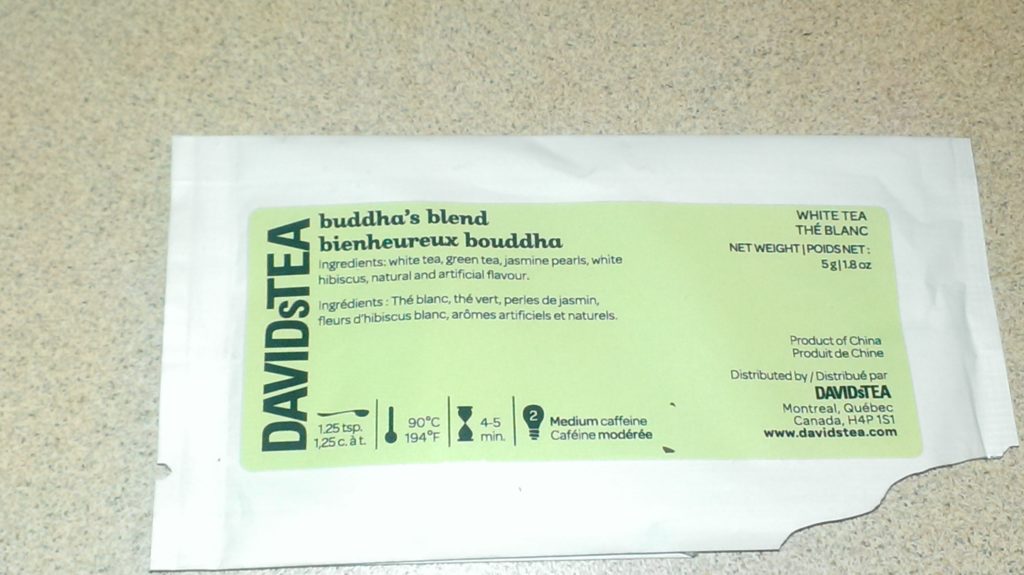 DAVIDsTEA
buddha's blend
bienheureux bouddha
Ingredients: white tea, green tea, jasmine pearls, white
hibiscus, natural and artificial flavour.
Ingrédients : Thé blanc, thé vert, perles de jasmin,
fleurs d'hibiscus blanc, arômes artificiels et naturels.
1.25 tsp.
1,25 c. à t.
90°C
194°F
4-5
min.
2
Medium caffeine
Caféine modérée
WHITE TEA
THÉ BLANC
NET WEIGHT | POIDS NET :
5 g | 1.8 oz
Product of China
Produit de Chine
Distributed by / Distribué par
DAVIDsTEA
Montreal, Québec
Canada, H4P 1S1
www.davidstea.com